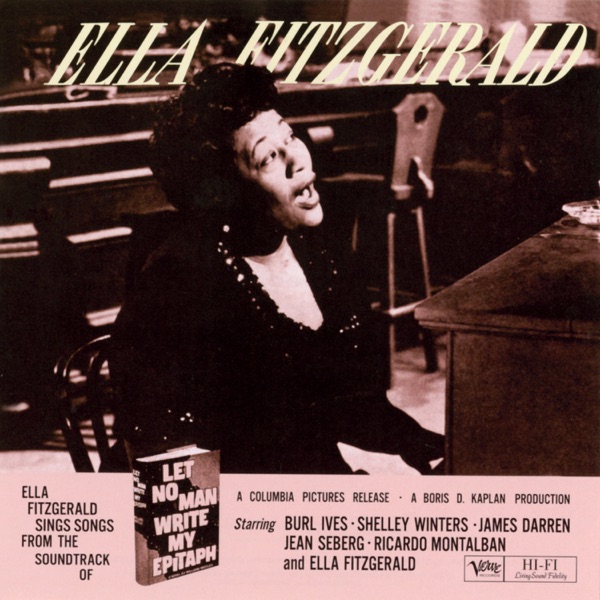 ELLA FITZGERALD
ELLA
FITZGERALD
SINGS SONGS
FROM THE
SOUNDTRACK
OF
LET
NO
MAN
WRITE
MY
EPITAPH
A COLUMBIA PICTURES RELEASE · A BORIS D. KAPLAN PRODUCTION
Starring BURL IVES · SHELLEY WINTERS · JAMES DARREN
JEAN SEBERG · RICARDO MONTALBAN
and ELLA FITZGERALD
Verve
HI-FI
Living Sound Fidelity